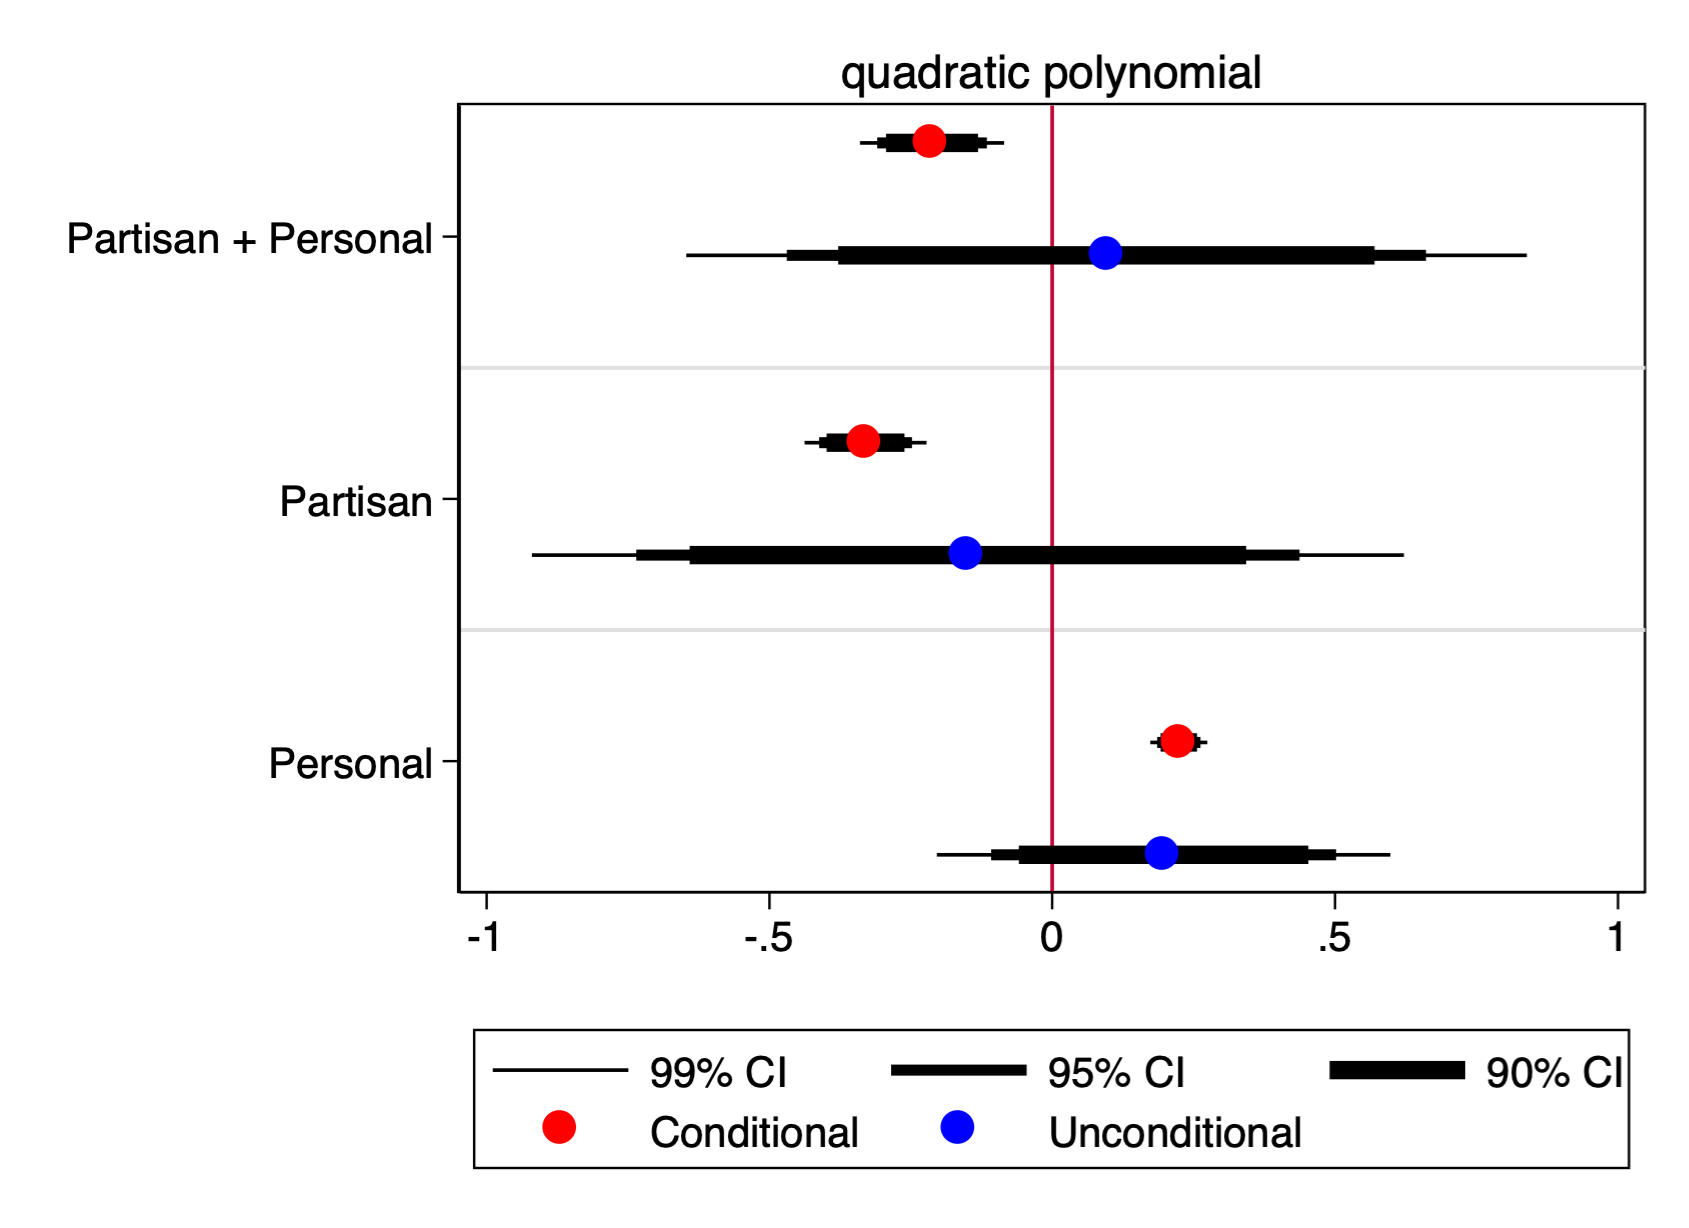 quadratic polynomial
Partisan + Personal
Partisan
Personal
-1 -.5 0 .5 1
99% CI 95% CI 90% CI
Conditional Unconditional